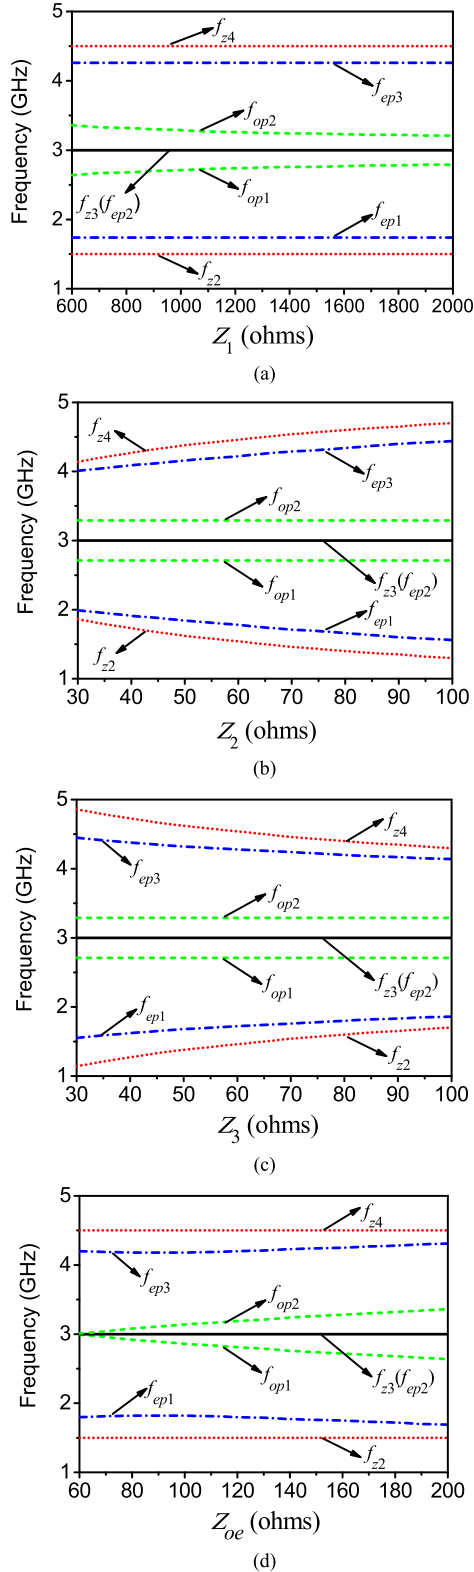 5
4
3
2
1
Frequency (GHz)
f_z4
f_ep3
f_op2
f_z3(f_ep2)
f_op1
f_ep1
f_z2
600 800 1000 1200 1400 1600 1800 2000
Z_1 (ohms)
(a)
5
4
3
2
1
Frequency (GHz)
f_z4
f_ep3
f_op2
f_op1
f_z3(f_ep2)
f_ep1
f_z2
30 40 50 60 70 80 90 100
Z_2 (ohms)
(b)
5
4
3
2
1
Frequency (GHz)
f_z4
f_ep3
f_op2
f_op1
f_z3(f_ep2)
f_ep1
f_z2
30 40 50 60 70 80 90 100
Z_3 (ohms)
(c)
5
4
3
2
1
Frequency (GHz)
f_z4
f_ep3
f_op2
f_op1
f_z3(f_ep2)
f_ep1
f_z2
60 80 100 120 140 160 180 200
Z_oe (ohms)
(d)